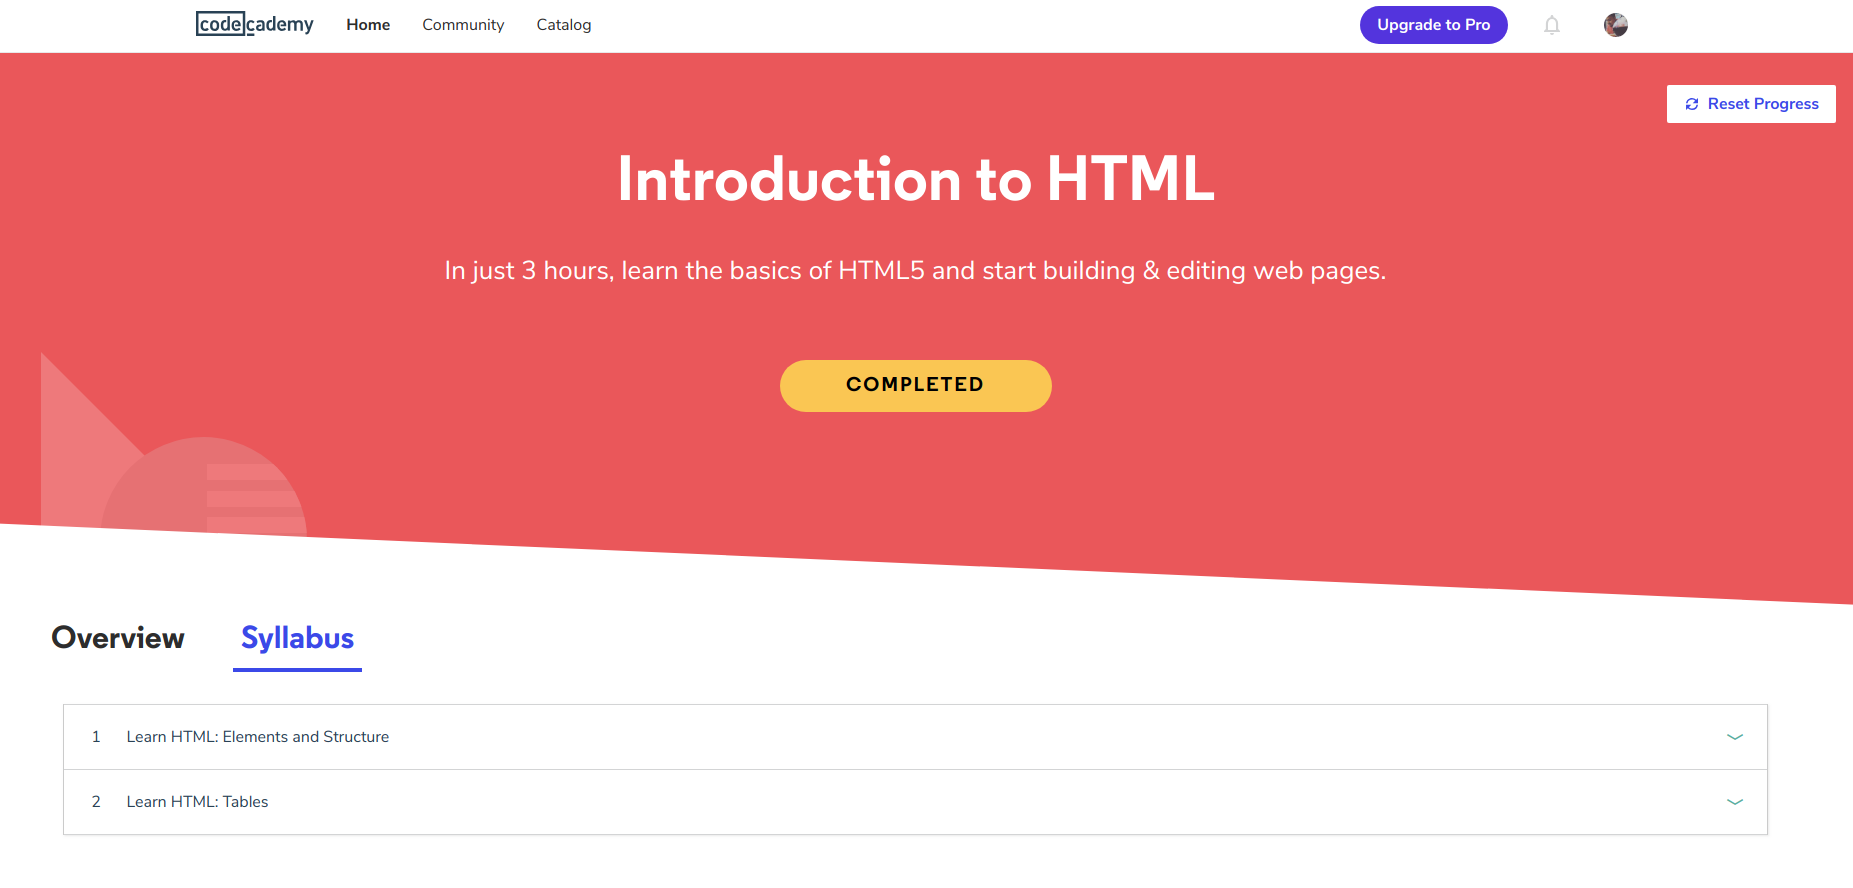 codecademy Home Community Catalog Upgrade to Pro
Reset Progress
Introduction to HTML
In just 3 hours, learn the basics of HTML5 and start building & editing web pages.
COMPLETED
Overview Syllabus
1 Learn HTML: Elements and Structure
2 Learn HTML: Tables